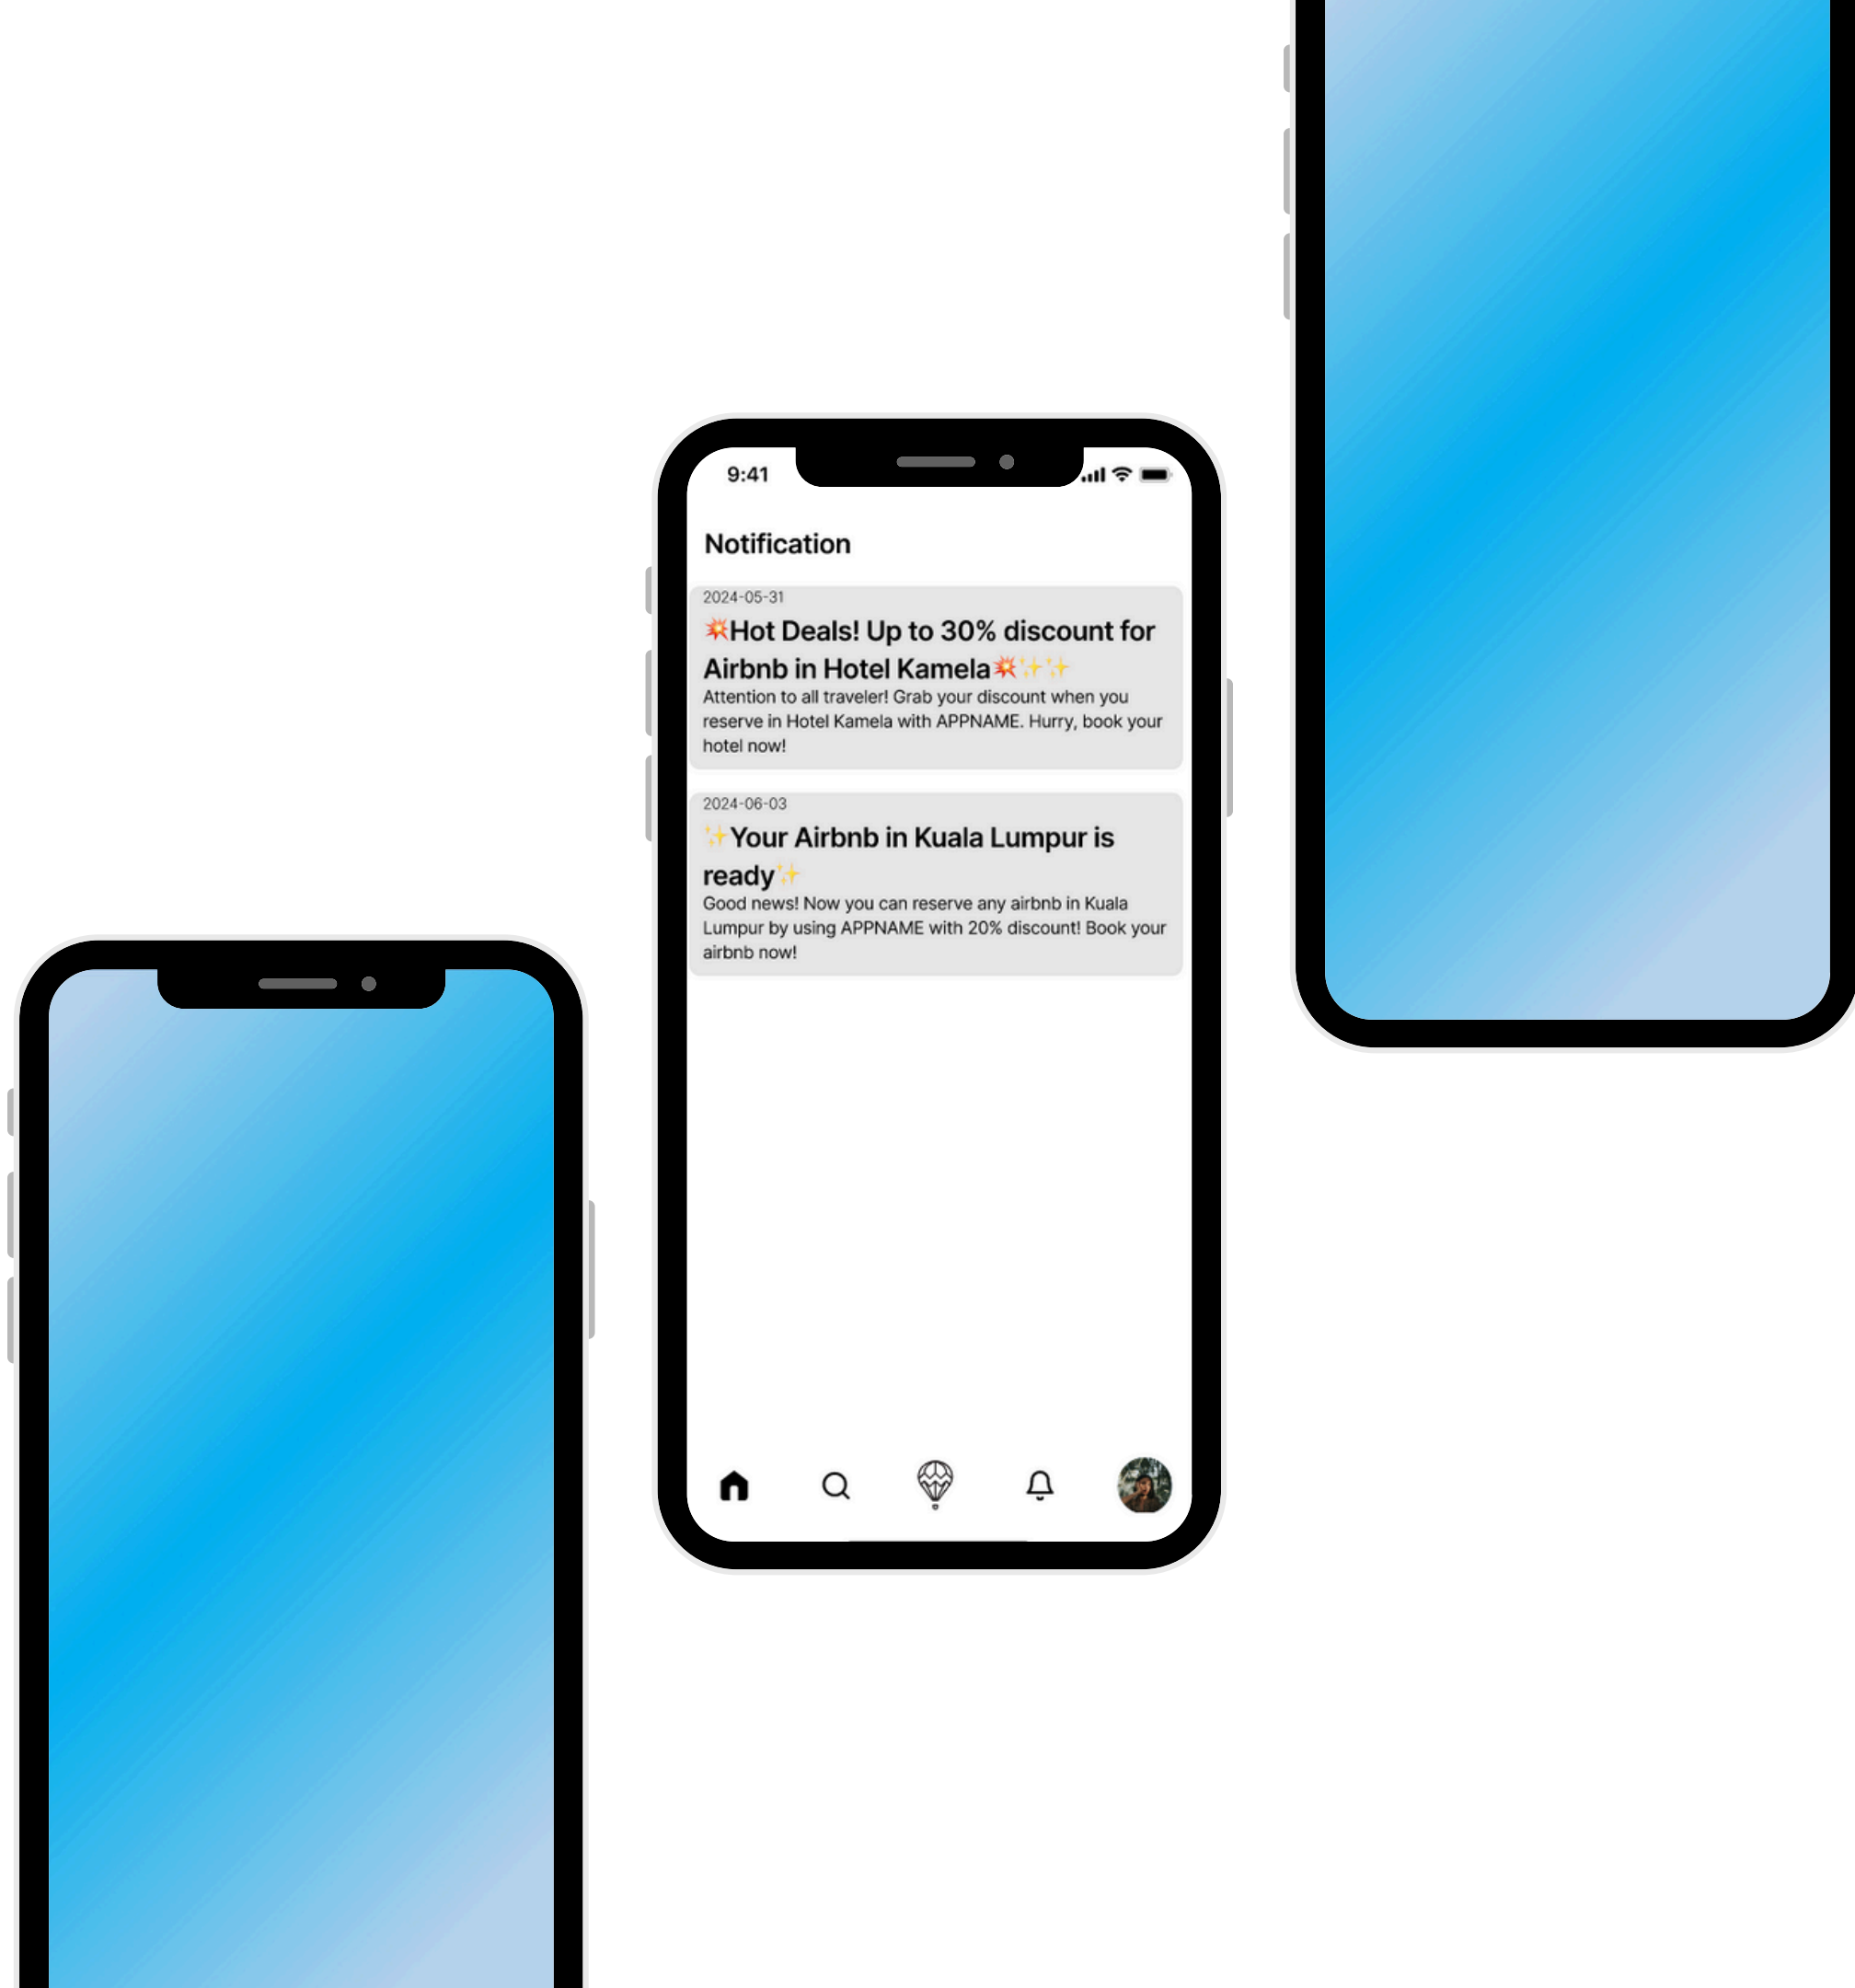 9:41
Notification
2024-05-31
💥Hot Deals! Up to 30% discount for
Airbnb in Hotel Kamela💥✨✨
Attention to all traveler! Grab your discount when you
reserve in Hotel Kamela with APPNAME. Hurry, book your
hotel now!
2024-06-03
✨Your Airbnb in Kuala Lumpur is
ready✨
Good news! Now you can reserve any airbnb in Kuala
Lumpur by using APPNAME with 20% discount! Book your
airbnb now!